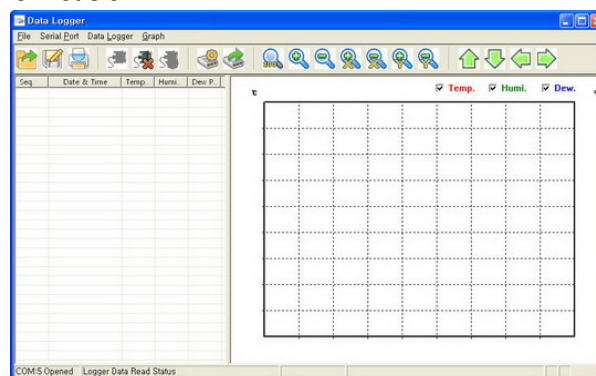 Data Logger
File Serial Port Data Logger Graph
Seq. Date & Time Temp.. Humi.. Dew P..
℃ Temp. Humi. Dew.
COM:5 Opened Logger Data Read Status